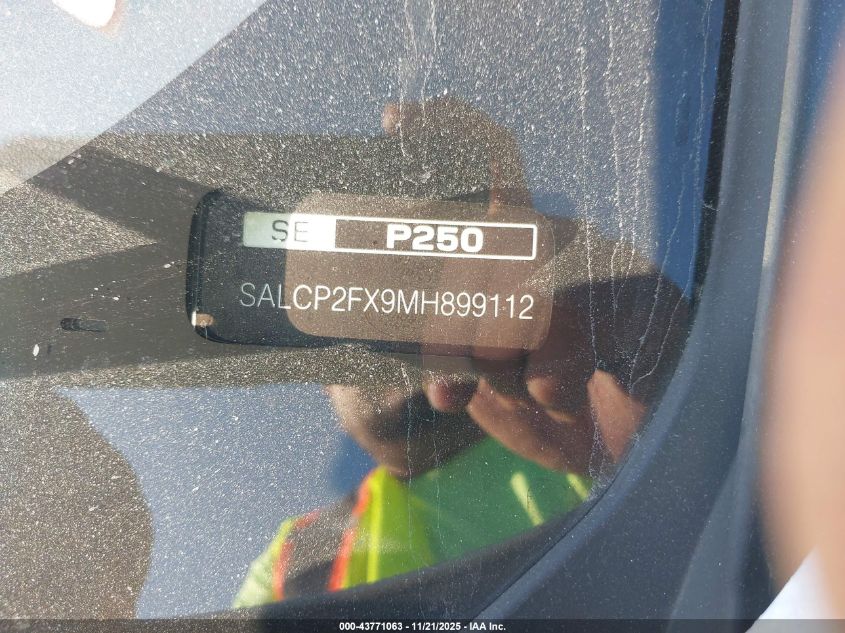 SE P250
SALCP2FX9MH899112
000-43771063 - 11/21/2025 - IAA Inc.